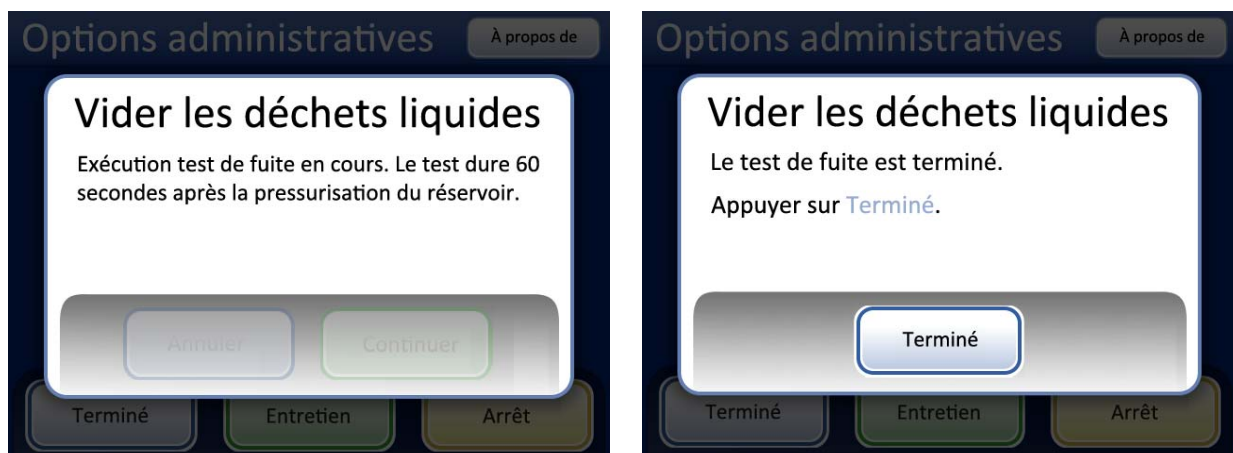 Options administratives
À propos de
Vider les déchets liquides
Exécution test de fuite en cours. Le test dure 60
secondes après la pressurisation du réservoir.
Annuler
Continuer
Terminé
Entretien
Arrêt
Options administratives
À propos de
Vider les déchets liquides
Le test de fuite est terminé.
Appuyer sur Terminé.
Terminé
Terminé
Entretien
Arrêt